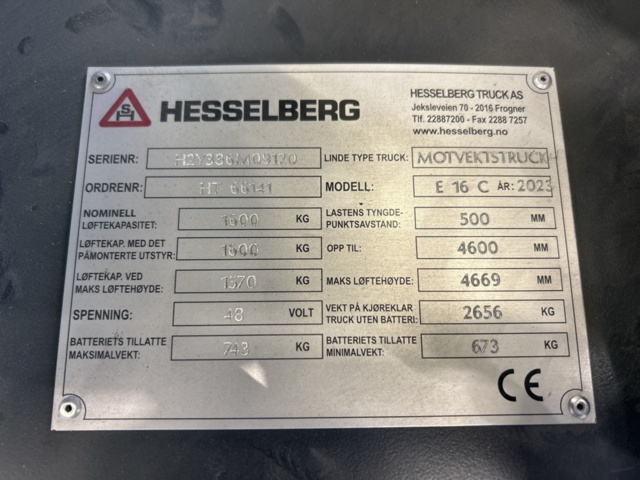 HESSELBERG
HESSELBERG TRUCK AS
Jeksleveien 70 - 2016 Frogner
Tlf. 22887200 - Fax 2288 7257
www.hesselberg.no
SERIENR:
LINDE TYPE TRUCK: MOTVEKTSTRUCK
ORDRENR: HT 66141 MODELL: E 16 C ÅR: 2023
NOMINELL LØFTEKAPASITET: 1600 KG LASTENS TYNGDE-PUNKTSAVSTAND: 500 MM
LØFTEKAP. MED DET PÅMONTERTE UTSTYR: 1600 KG OPP TIL: 4600 MM
LØFTEKAP. VED MAKS LØFTEHØYDE: 1570 KG MAKS LØFTEHØYDE: 4669 MM
SPENNING: 48 VOLT VEKT PÅ KJØREKLAR TRUCK UTEN BATTERI: 2656 KG
BATTERIETS TILLATTE MAKSIMALVEKT: 743 KG BATTERIETS TILLATTE MINIMALVEKT: 673 KG
CE